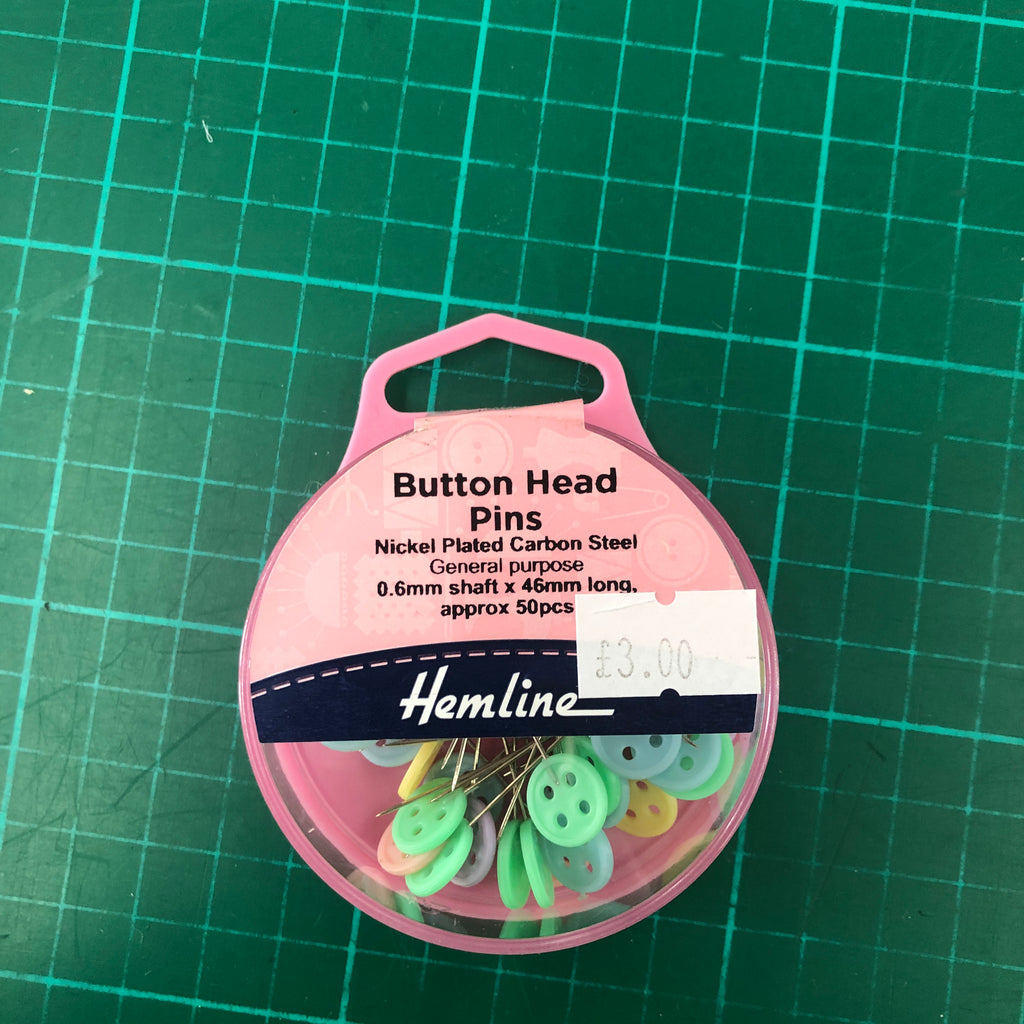 Button Head
Pins
Nickel Plated Carbon Steel
General purpose
0.6mm shaft x 46mm long,
approx 50pcs
£3.00
Hemline